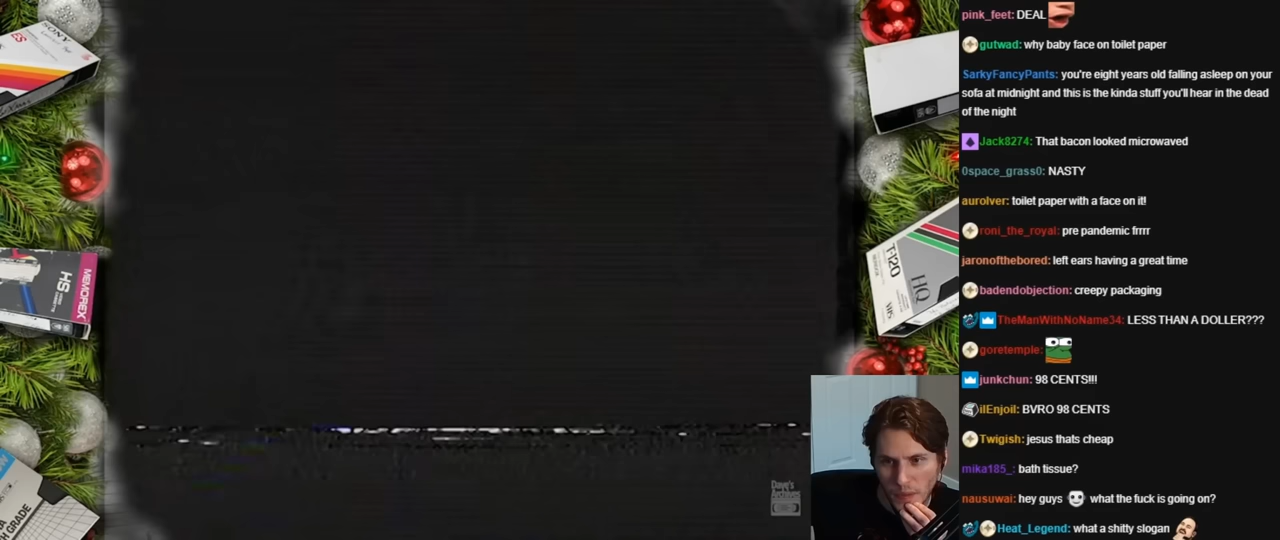 SONY
ES
MEMOREX
HS
GRADE
T-120
HQ
VHS
Dave's
Archives
pink_feet: DEAL
gutwad: why baby face on toilet paper
SarkyFancyPants: you're eight years old falling asleep on your
sofa at midnight and this is the kinda stuff you'll hear in the dead
of the night
Jack8274: That bacon looked microwaved
0space_grass0: NASTY
aurolver: toilet paper with a face on it!
roni_the_royal: pre pandemic frrrr
jaronofthebored: left ears having a great time
badendobjection: creepy packaging
TheManWithNoName34: LESS THAN A DOLLER???
goretemple:
junkchun: 98 CENTS!!!
ilEnjoil: BVRO 98 CENTS
Twigish: jesus thats cheap
mika185_: bath tissue?
nausuwai: hey guys what the fuck is going on?
Heat_Legend: what a shitty slogan